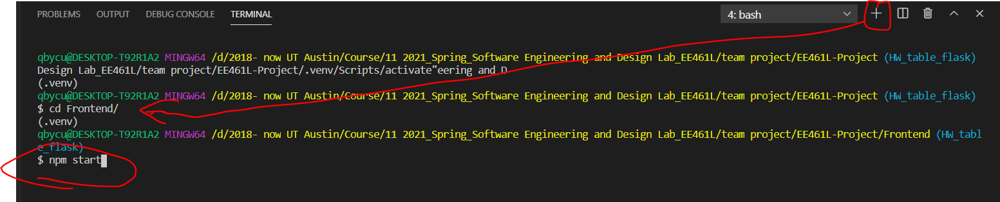 PROBLEMS OUTPUT DEBUG CONSOLE TERMINAL 4: bash
qbycu@DESKTOP-T92R1A2 MINGW64 /d/2018- now UT Austin/Course/11 2021_Spring_Software Engineering and Design Lab_EE461L/team project/EE461L-Project (HW_table_flask)
Design Lab_EE461L/team project/EE461L-Project/.venv/Scripts/activate"eering and D
(.venv)
qbycu@DESKTOP-T92R1A2 MINGW64 /d/2018- now UT Austin/Course/11 2021_Spring_Software Engineering and Design Lab_EE461L/team project/EE461L-Project (HW_table_flask)
$ cd Frontend/
(.venv)
qbycu@DESKTOP-T92R1A2 MINGW64 /d/2018- now UT Austin/Course/11 2021_Spring_Software Engineering and Design Lab_EE461L/team project/EE461L-Project/Frontend (HW_tabl
e_flask)
$ npm start